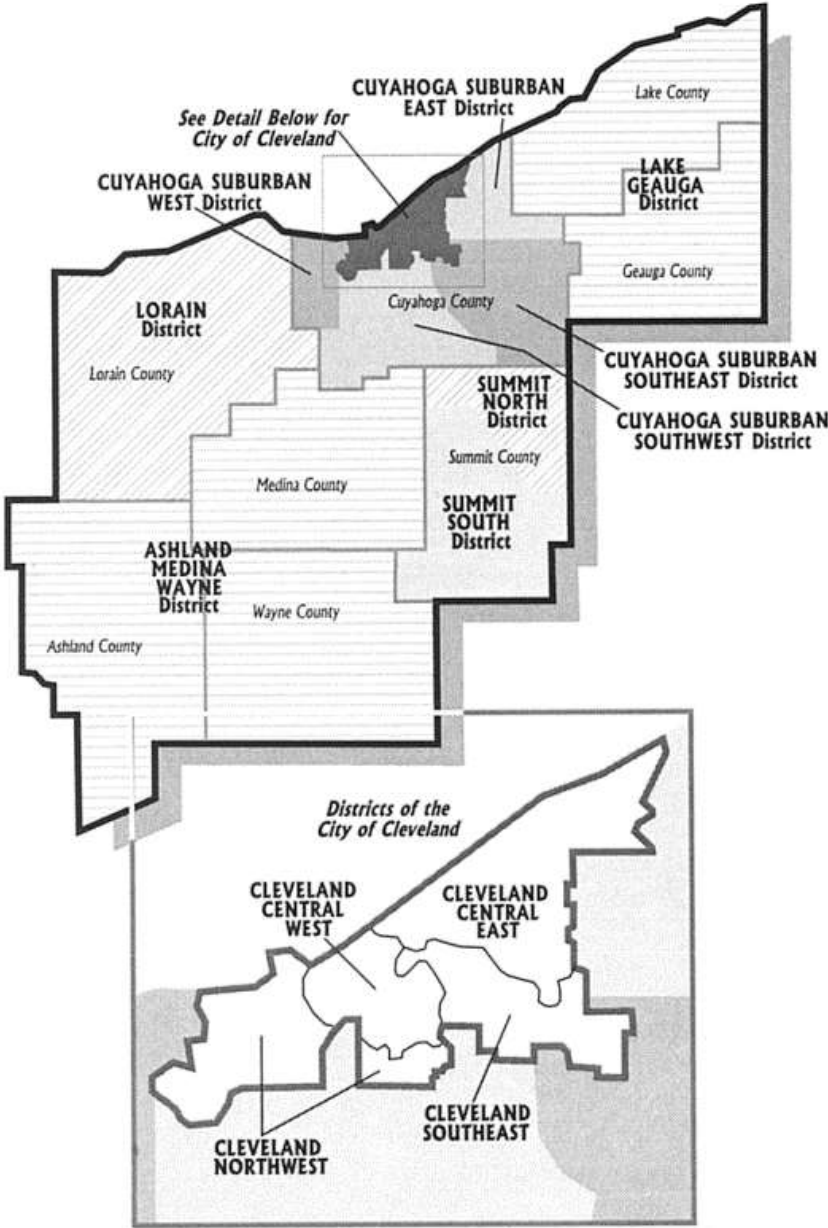 CUYAHOGA SUBURBAN
EAST District
Lake County
See Detail Below for
City of Cleveland
CUYAHOGA SUBURBAN
WEST District
LAKE
GEAUGA
District
Geauga County
Cuyahoga County
LORAIN
District
Lorain County
CUYAHOGA SUBURBAN
SOUTHEAST District
SUMMIT
NORTH
District
CUYAHOGA SUBURBAN
SOUTHWEST District
Summit County
Medina County
SUMMIT
SOUTH
District
ASHLAND
MEDINA
WAYNE
District
Wayne County
Ashland County
Districts of the
City of Cleveland
CLEVELAND
CENTRAL
WEST
CLEVELAND
CENTRAL
EAST
CLEVELAND
SOUTHEAST
CLEVELAND
NORTHWEST